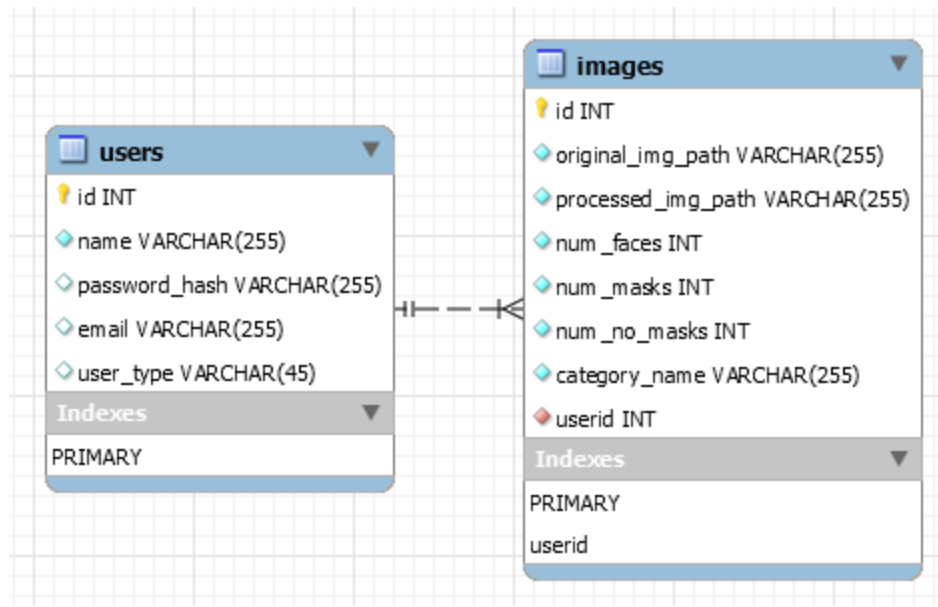 users
id INT
name VARCHAR(255)
password_hash VARCHAR(255)
email VARCHAR(255)
user_type VARCHAR(45)
Indexes
PRIMARY
images
id INT
original_img_path VARCHAR(255)
processed_img_path VARCHAR(255)
num_faces INT
num_masks INT
num_no_masks INT
category_name VARCHAR(255)
userid INT
Indexes
PRIMARY
userid